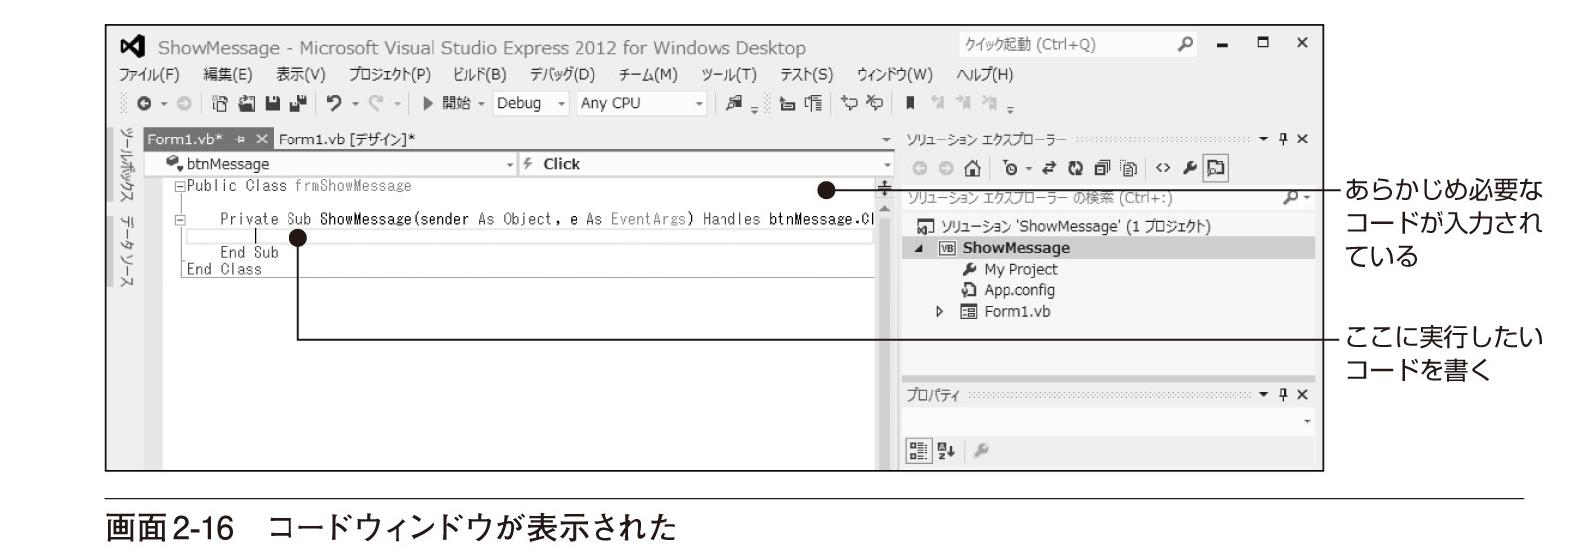 ShowMessage - Microsoft Visual Studio Express 2012 for Windows Desktop
クイック起動 (Ctrl+Q)
ファイル(F) 編集(E) 表示(V) プロジェクト(P) ビルド(B) デバッグ(D) チーム(M) ツール(T) テスト(S) ウィンドウ(W) ヘルプ(H)
開始 Debug Any CPU
ツールボックス
データ ソース
Form1.vb* Form1.vb [デザイン]*
btnMessage Click
Public Class frmShowMessage
Private Sub ShowMessage(sender As Object, e As EventArgs) Handles btnMessage.Cl
End Sub
End Class
ソリューション エクスプローラー
ソリューション エクスプローラー の検索 (Ctrl+:)
ソリューション 'ShowMessage' (1 プロジェクト)
VB ShowMessage
My Project
App.config
Form1.vb
プロパティ
あらかじめ必要な
コードが入力され
ている
ここに実行したい
コードを書く
画面2-16 コードウィンドウが表示された